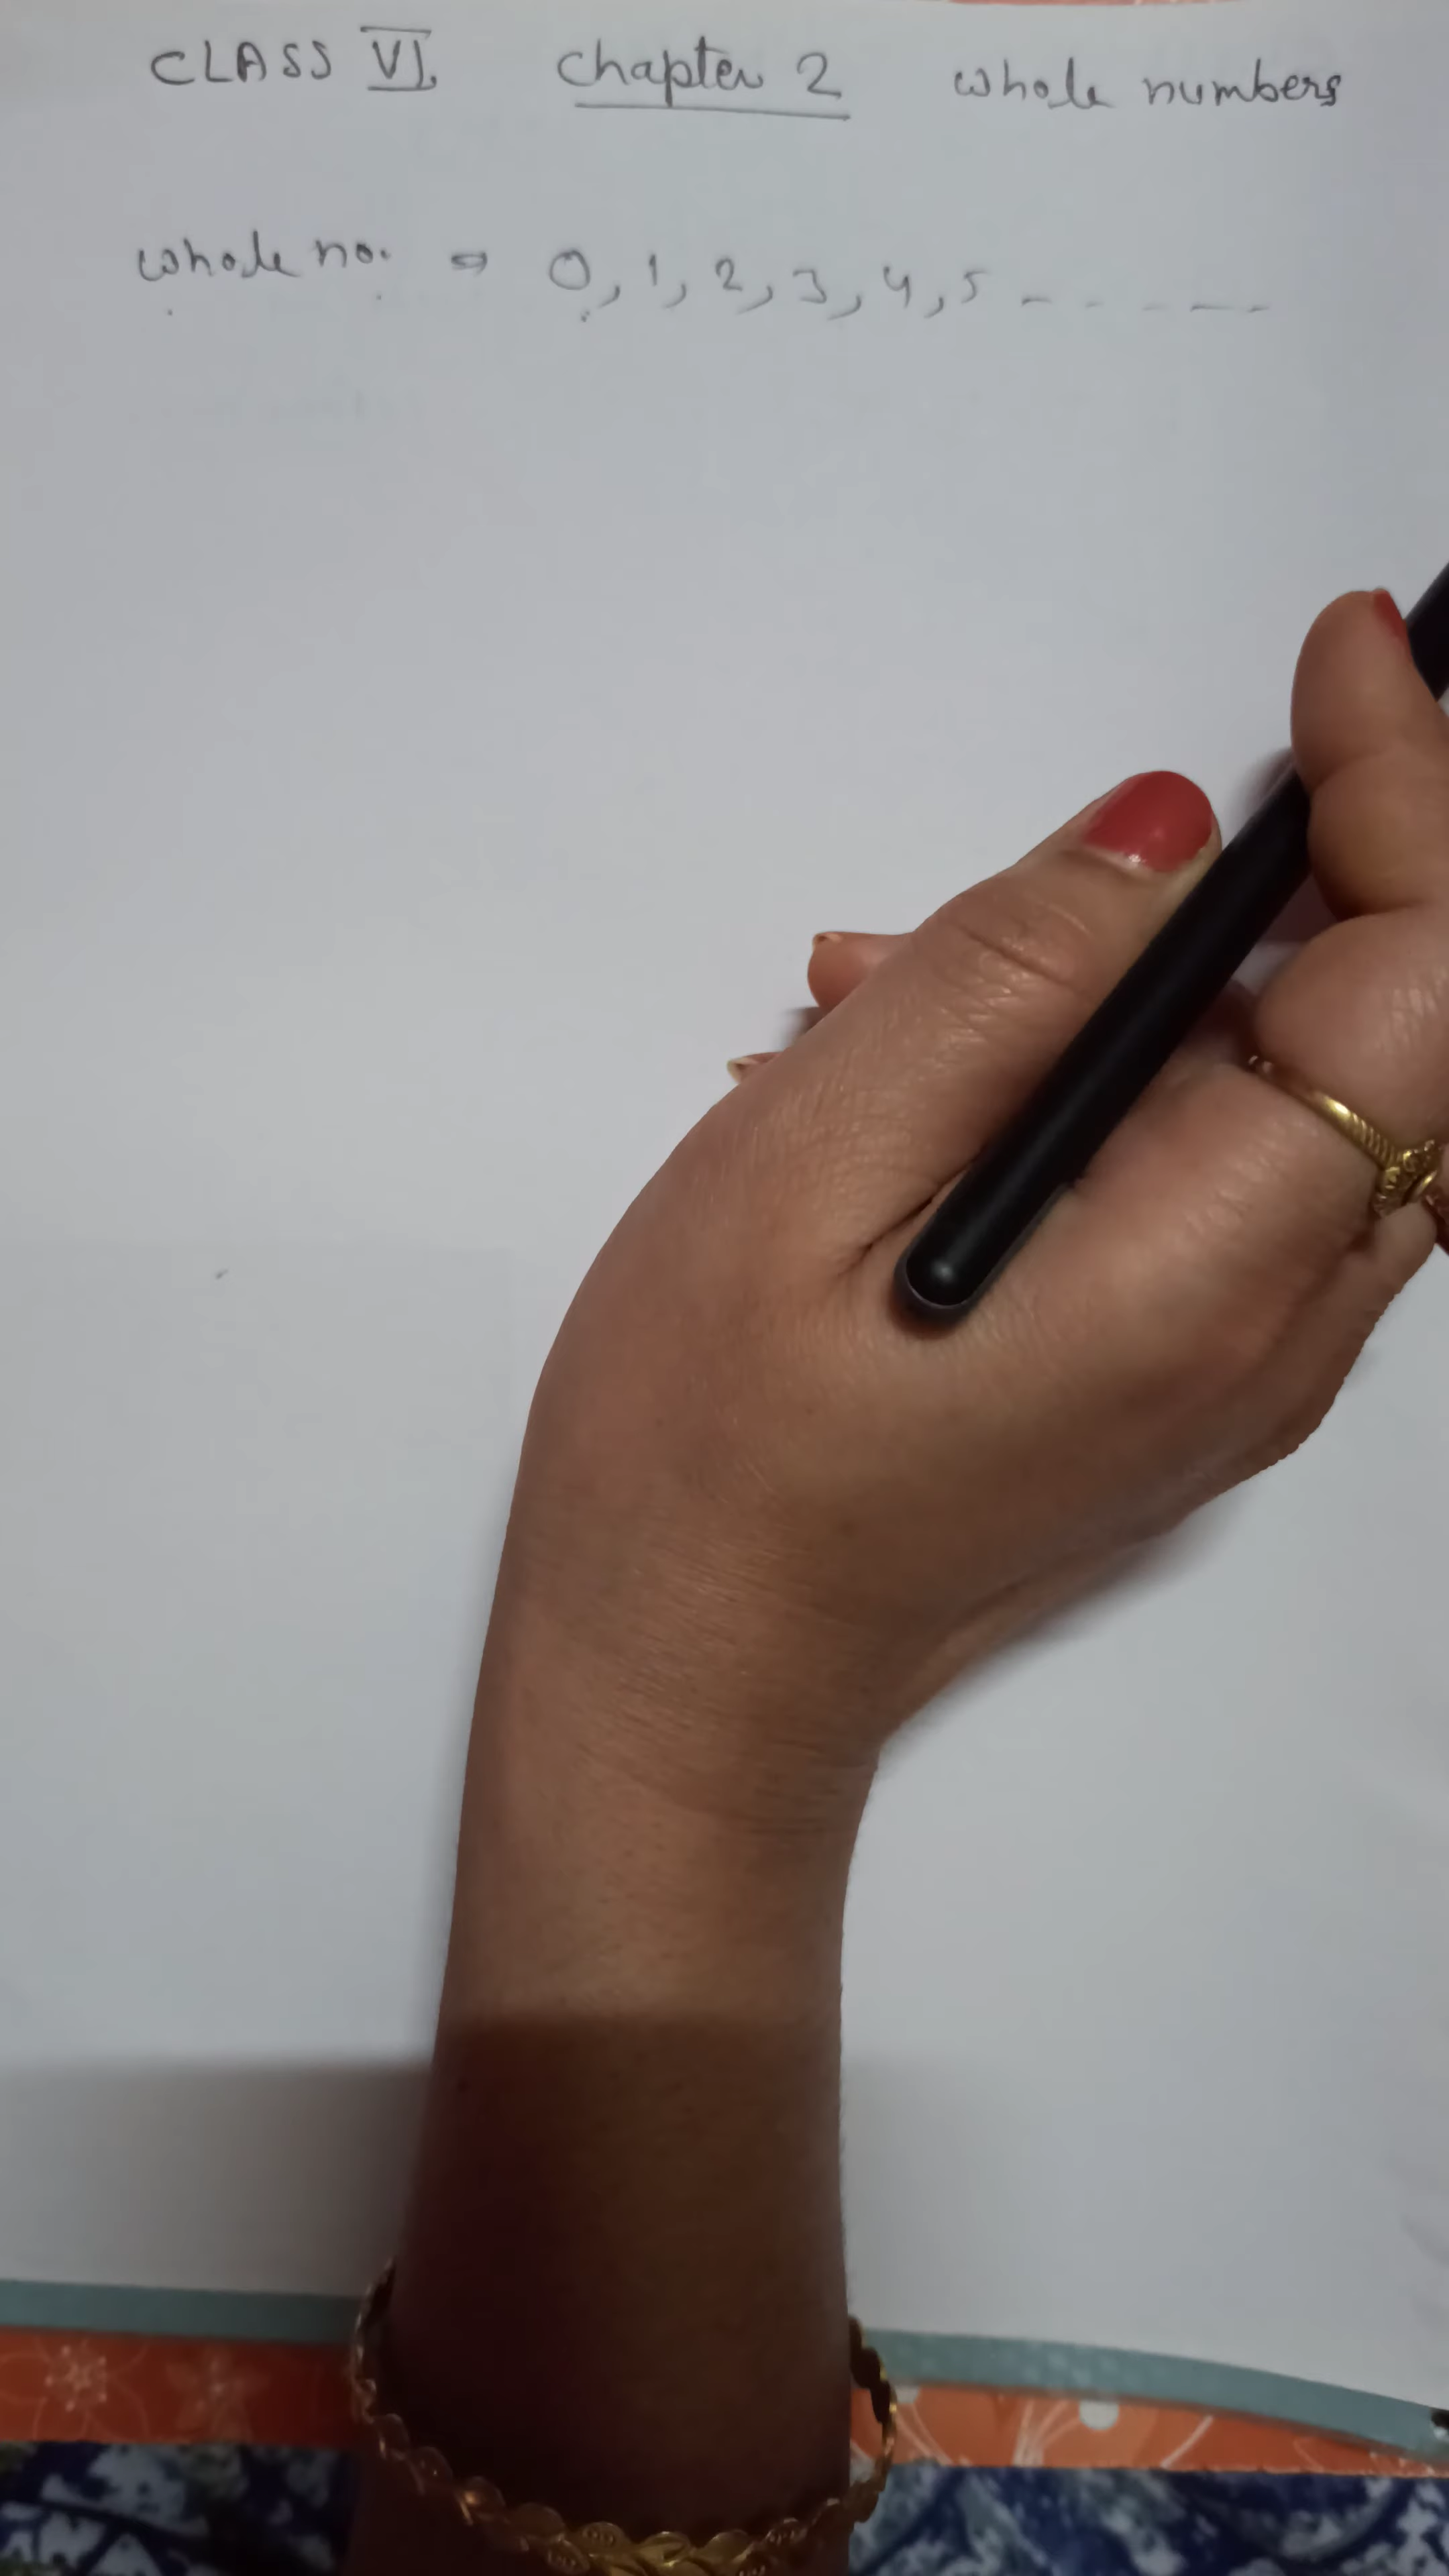 CLASS VI. Chapter 2 whole numbers
whole no. ⇒ 0, 1, 2, 3, 4, 5 - - - - -